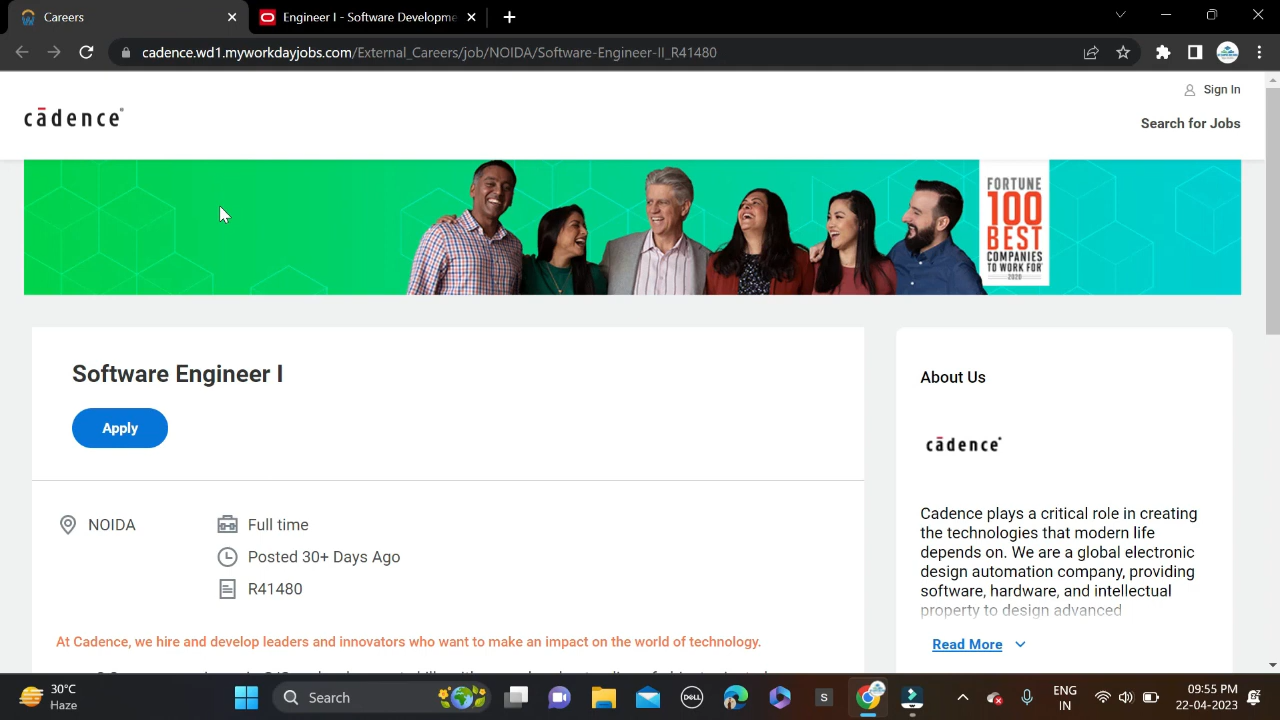 Careers
Engineer I - Software Developme
cadence.wd1.myworkdayjobs.com/External_Careers/job/NOIDA/Software-Engineer-II_R41480
Sign In
cādence®
Search for Jobs
FORTUNE
100
BEST
COMPANIES
TO WORK FOR
2020
Software Engineer I
Apply
NOIDA
Full time
Posted 30+ Days Ago
R41480
At Cadence, we hire and develop leaders and innovators who want to make an impact on the world of technology.
About Us
cādence®
Cadence plays a critical role in creating
the technologies that modern life
depends on. We are a global electronic
design automation company, providing
software, hardware, and intellectual
property to design advanced
Read More
30°C
Haze
Search
DELL
S
ENG
IN
09:55 PM
22-04-2023